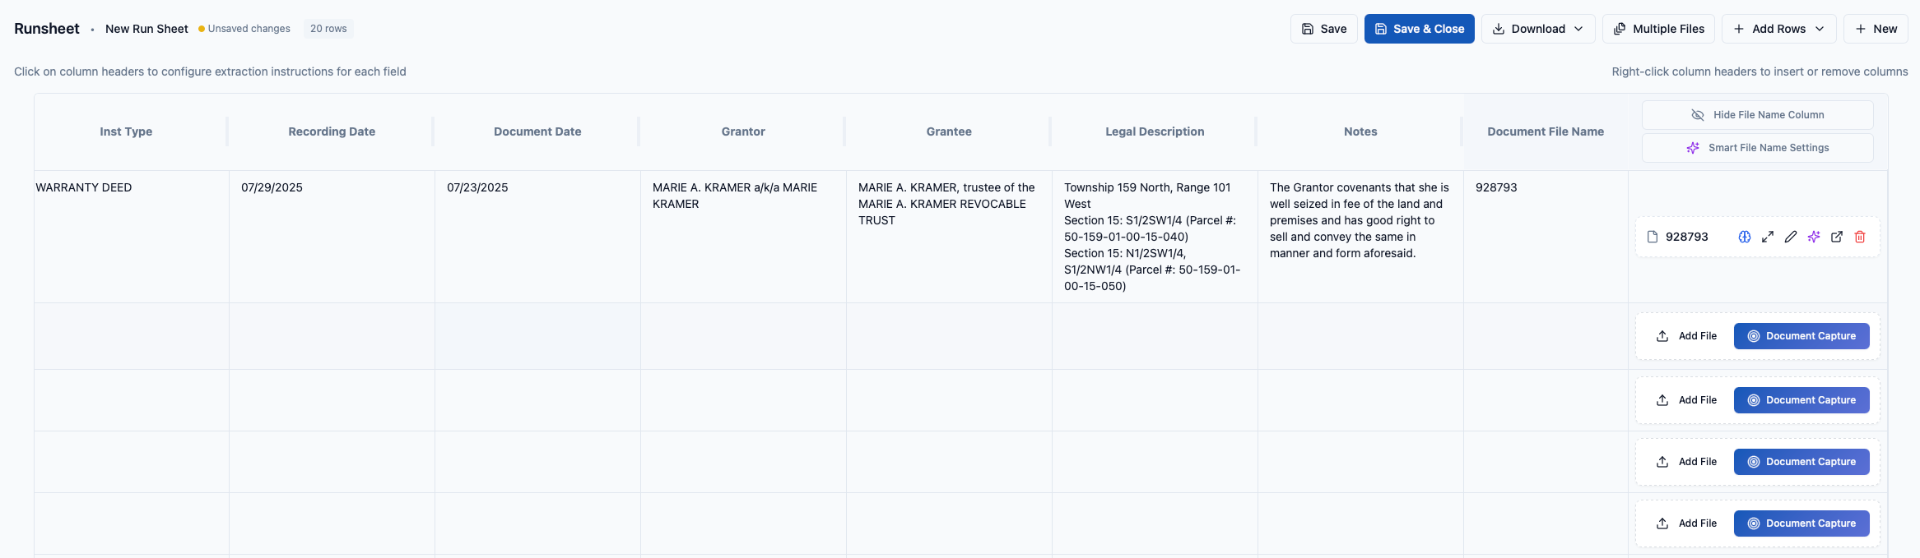 Runsheet • New Run Sheet Unsaved changes 20 rows Save Save & Close Download Multiple Files Add Rows New
Click on column headers to configure extraction instructions for each field Right-click column headers to insert or remove columns
Inst Type Recording Date Document Date Grantor Grantee Legal Description Notes Document File Name
Hide File Name Column
Smart File Name Settings
WARRANTY DEED
07/29/2025
07/23/2025
MARIE A. KRAMER a/k/a MARIE
KRAMER
MARIE A. KRAMER, trustee of the
MARIE A. KRAMER REVOCABLE
TRUST
Township 159 North, Range 101
West
Section 15: S1/2SW1/4 (Parcel #:
50-159-01-00-15-040)
Section 15: N1/2SW1/4,
S1/2NW1/4 (Parcel #: 50-159-01-
00-15-050)
The Grantor covenants that she is
well seized in fee of the land and
premises and has good right to
sell and convey the same in
manner and form aforesaid.
928793
928793
Add File Document Capture
Add File Document Capture
Add File Document Capture
Add File Document Capture